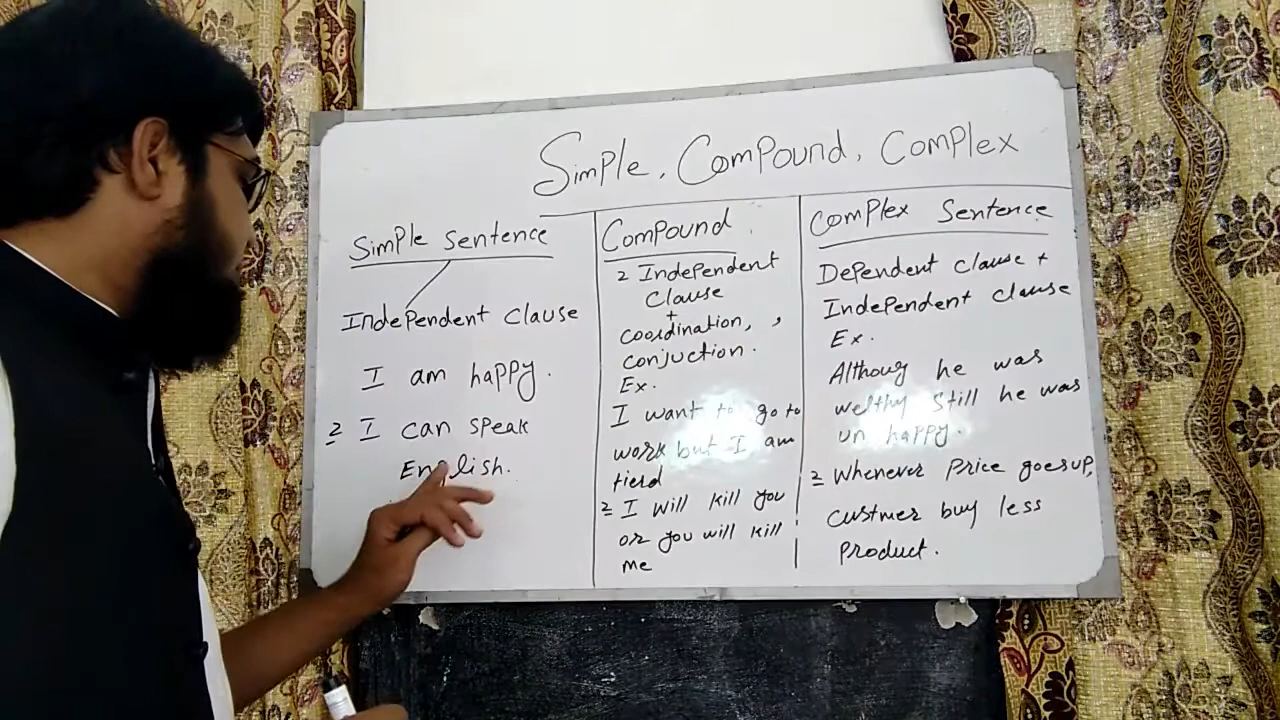 Simple, Compound, Complex
Simple Sentence
Independent Clause
I am happy.
2 I can speak
English.
Compound
2 Independent
Clause
+
coordination, ,
conjuction.
Ex.
I want to go to
work but I am
tierd
2 I will kill you
or you will kill
me
Complex Sentence
Dependent clause +
Independent clause
Ex.
Althoug he was
welthy still he was
un happy.
2 Whenever Price goes up,
custmer buy less
Product.